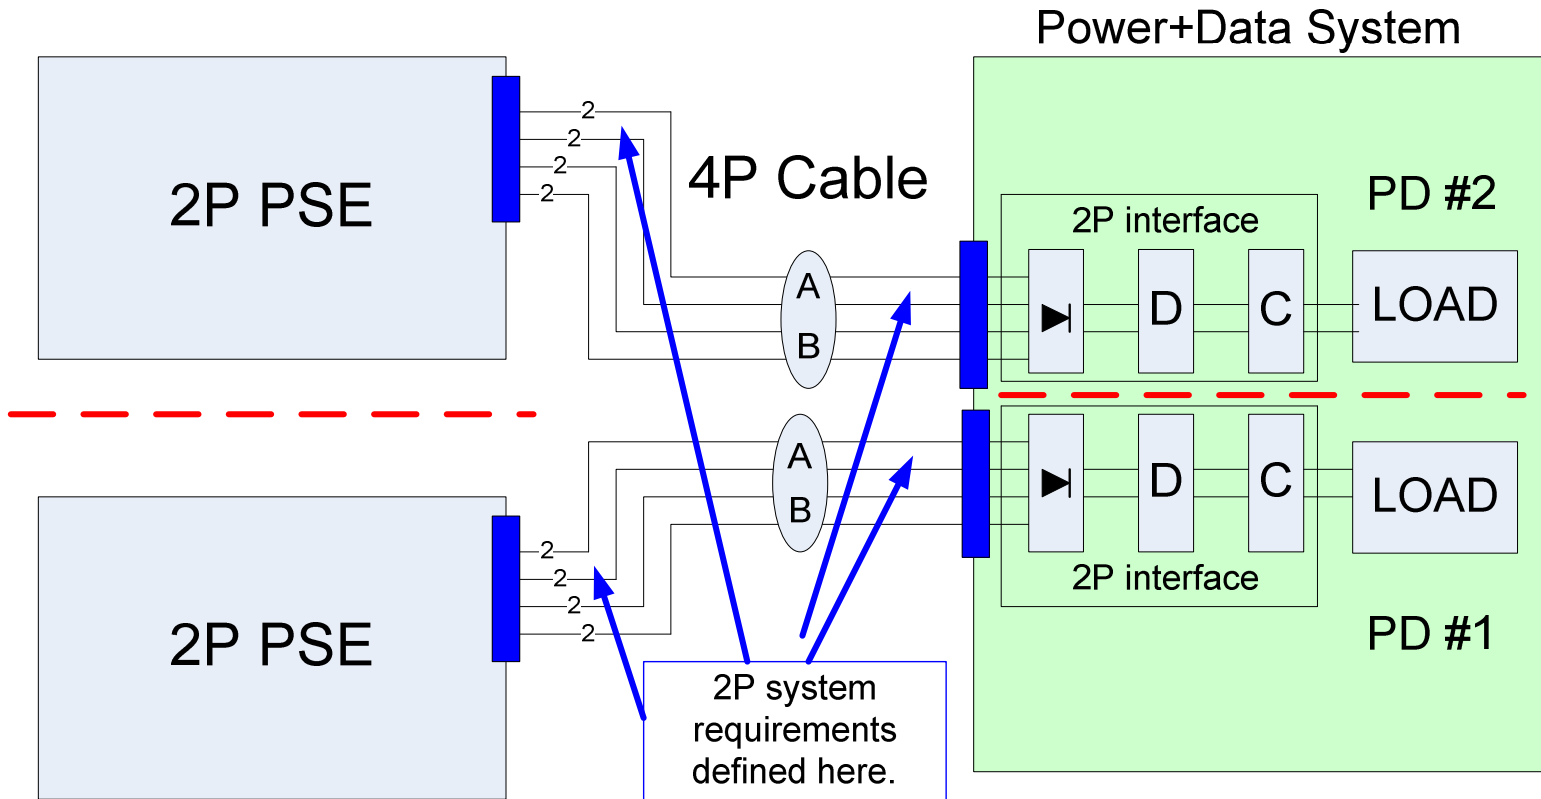 Power+Data System
2P PSE
2
2
2
2
4P Cable
A
B
2P interface
D
C
PD #2
LOAD
2P PSE
2
2
2
2
A
B
D
C
LOAD
2P interface
PD #1
2P system
requirements
defined here.